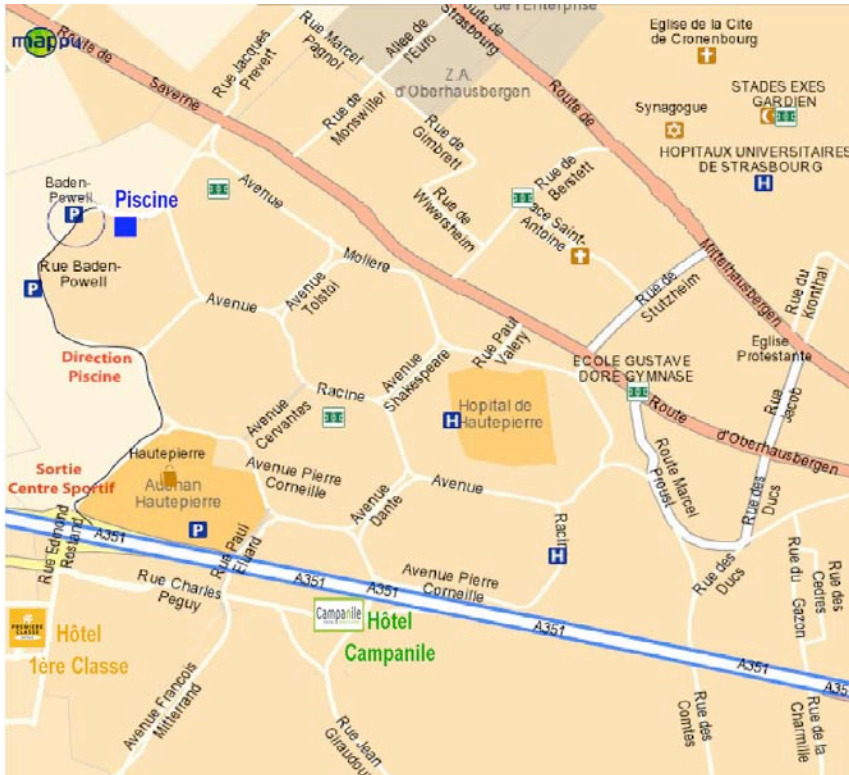 mappy
Route de
Saverne
Rue Jacques
Prevert
Rue Marcel
Pagnol
Allee de
l'Euro
Route de
Strasbourg
de l'Enterprise
Z.A.
d'Oberhausbergen
Rue de
Monswiller
Rue de
Gimbrett
Rue de
Wiwersheim
Route de
Mittelhausbergen
Eglise de la Cite
de Cronenbourg
Synagogue
STADES EXES
GARDIEN
HOPITAUX UNIVERSITAIRES
DE STRASBOURG
H
Rue de
Berstett
ace Saint-
Antoine
Baden-
Powell
P
Piscine
Avenue
Moliere
Rue Baden-
Powell
P
Avenue
Avenue
Tolstoi
Rue de
Stutzheim
Rue du
Kronthal
Eglise
Protestante
Rue
Jacob
Direction
Piscine
Racine
Avenue
Shakespeare
Rue Paul
Valery
ECOLE GUSTAVE
DORE GYMNASE
Route
d'Oberhausbergen
Avenue
Cervantes
H
Hopital de
Hautepierre
Hautepierre
Auchan
Hautepierre
P
Sortie
Centre Sportif
Avenue Pierre
Corneille
Avenue
Dante
Avenue
Racine
H
Route Marcel
Proust
Rue des
Ducs
Rue des
Ducs
A351
Rue Edmond
Rostand
Rue Paul
Eluard
Rue Charles
Peguy
A351
A351
Avenue Pierre
Corneille
A351
A351
A35
Rue du
Gazon
Rue des
Cedres
PREMIERE
CLASSE
Hôtel
1ère Classe
Campanile
Hôtel
Campanile
Avenue Francois
Mitterrand
Rue Jean
Giraudou
Rue des
Comtes
Rue de la
Charmille